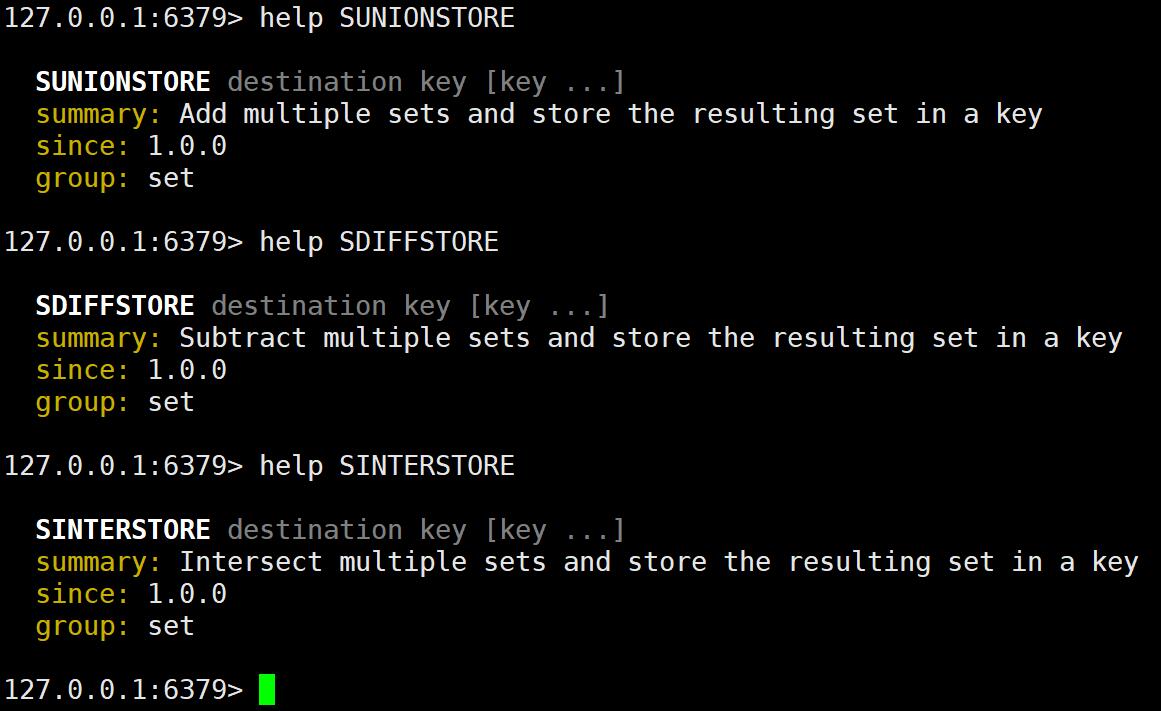 127.0.0.1:6379> help SUNIONSTORE
SUNIONSTORE destination key [key ...]
summary: Add multiple sets and store the resulting set in a key
since: 1.0.0
group: set
127.0.0.1:6379> help SDIFFSTORE
SDIFFSTORE destination key [key ...]
summary: Subtract multiple sets and store the resulting set in a key
since: 1.0.0
group: set
127.0.0.1:6379> help SINTERSTORE
SINTERSTORE destination key [key ...]
summary: Intersect multiple sets and store the resulting set in a key
since: 1.0.0
group: set
127.0.0.1:6379>